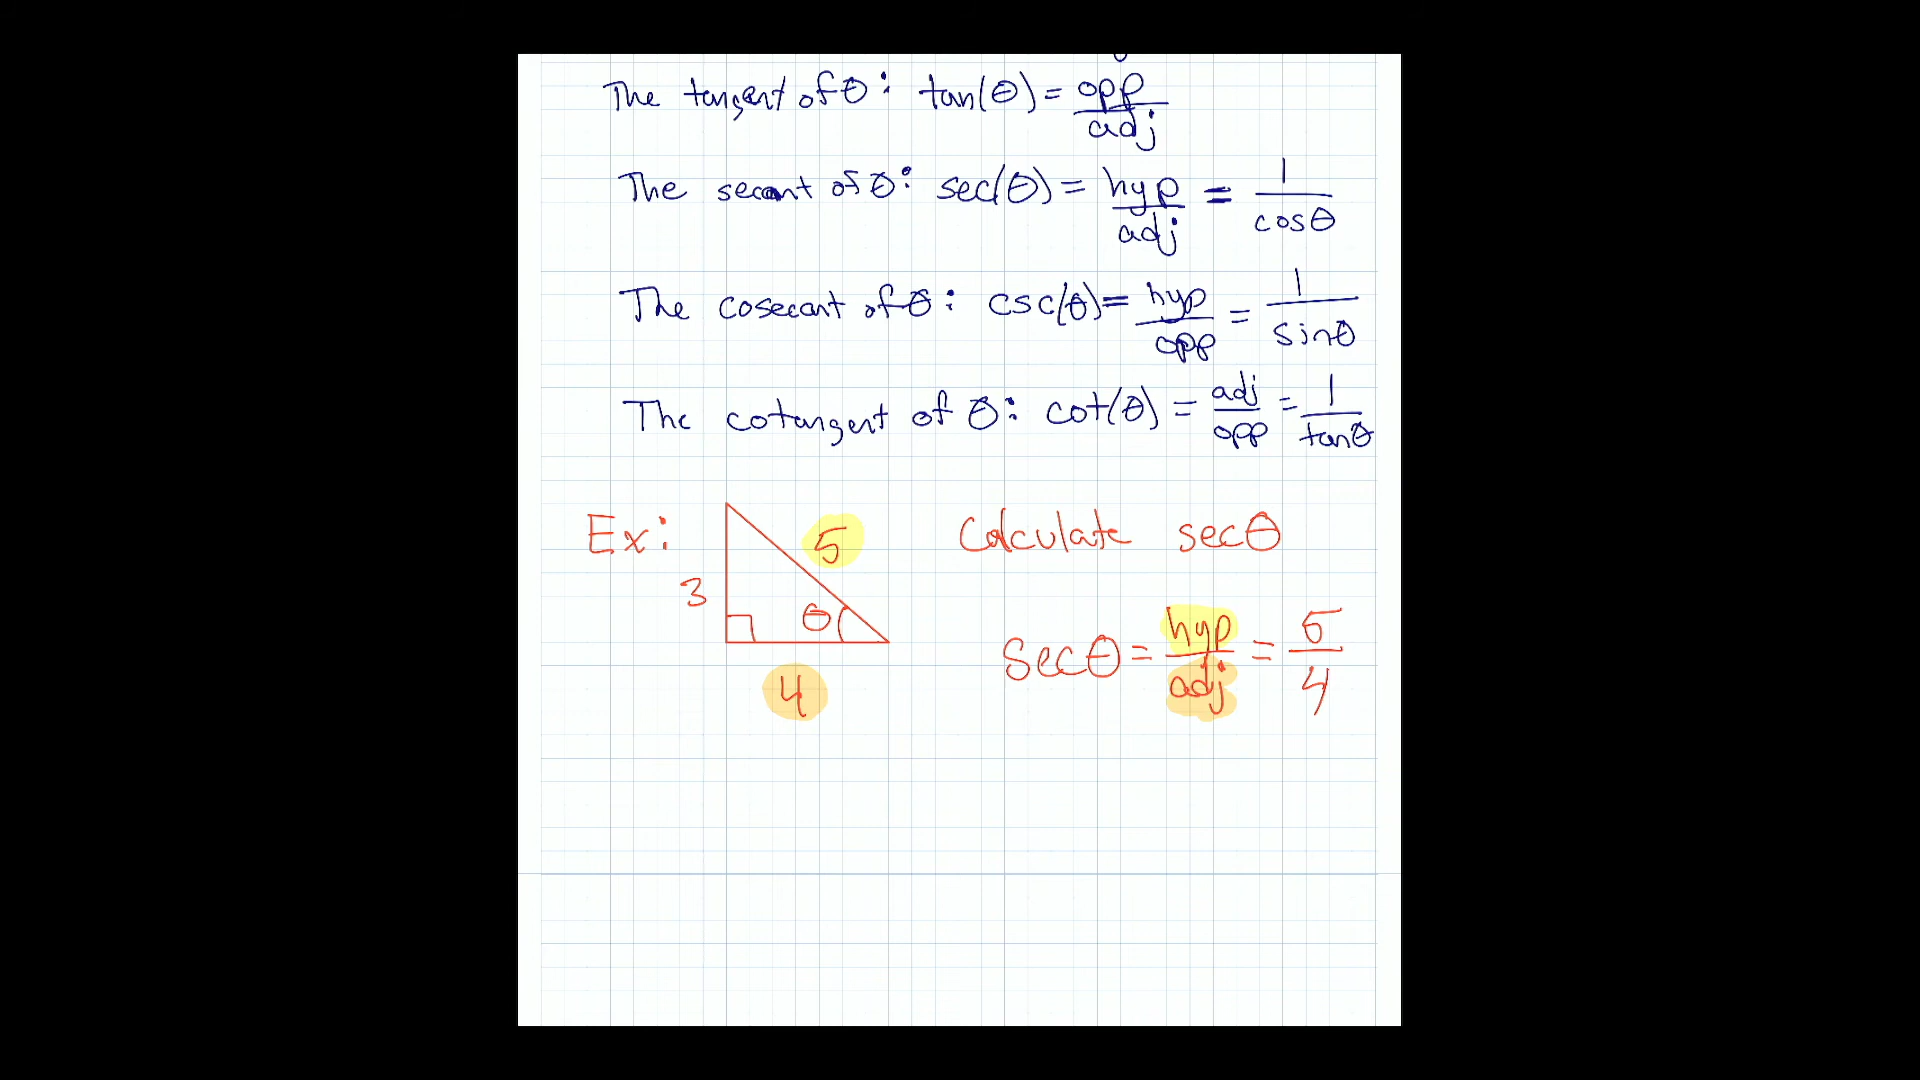 The tangent of θ: tan(θ) = opp/adj
The secant of θ: sec(θ) = hyp/adj = 1/cosθ
The cosecant of θ: csc(θ) = hyp/opp = 1/sinθ
The cotangent of θ: cot(θ) = adj/opp = 1/tanθ
Ex: 5 Calculate secθ
3 θ
4
secθ = hyp/adj = 5/4